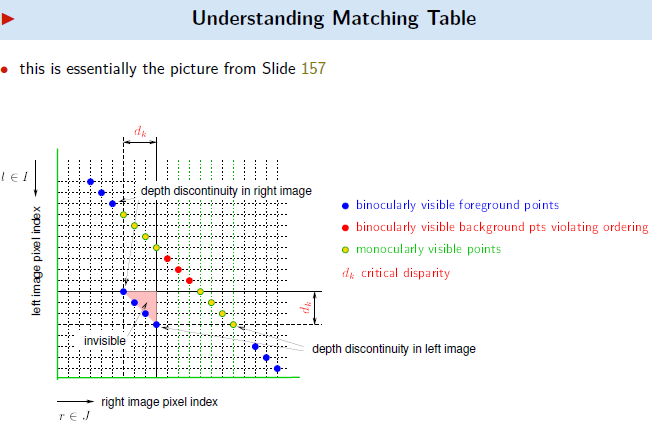 Understanding Matching Table
this is essentially the picture from Slide 157
d_k
l ∈ I
left image pixel index
depth discontinuity in right image
binocularly visible foreground points
binocularly visible background pts violating ordering
monocularly visible points
d_k critical disparity
d_k
invisible
depth discontinuity in left image
right image pixel index
r ∈ J